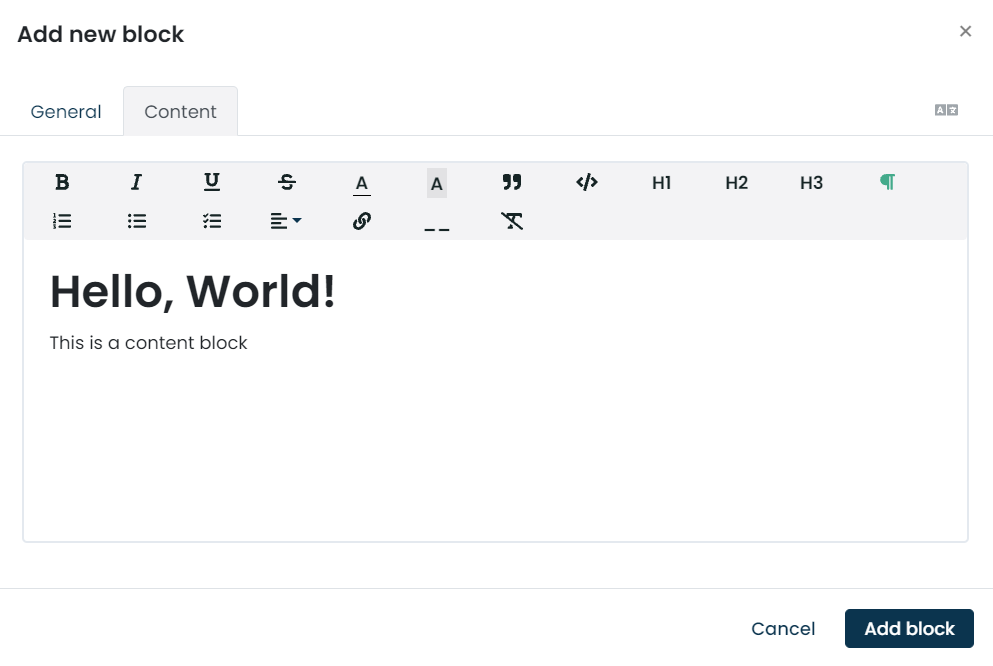 Add new block
×
General Content
B I U S A A H1 H2 H3
Hello, World!
This is a content block
Cancel Add block